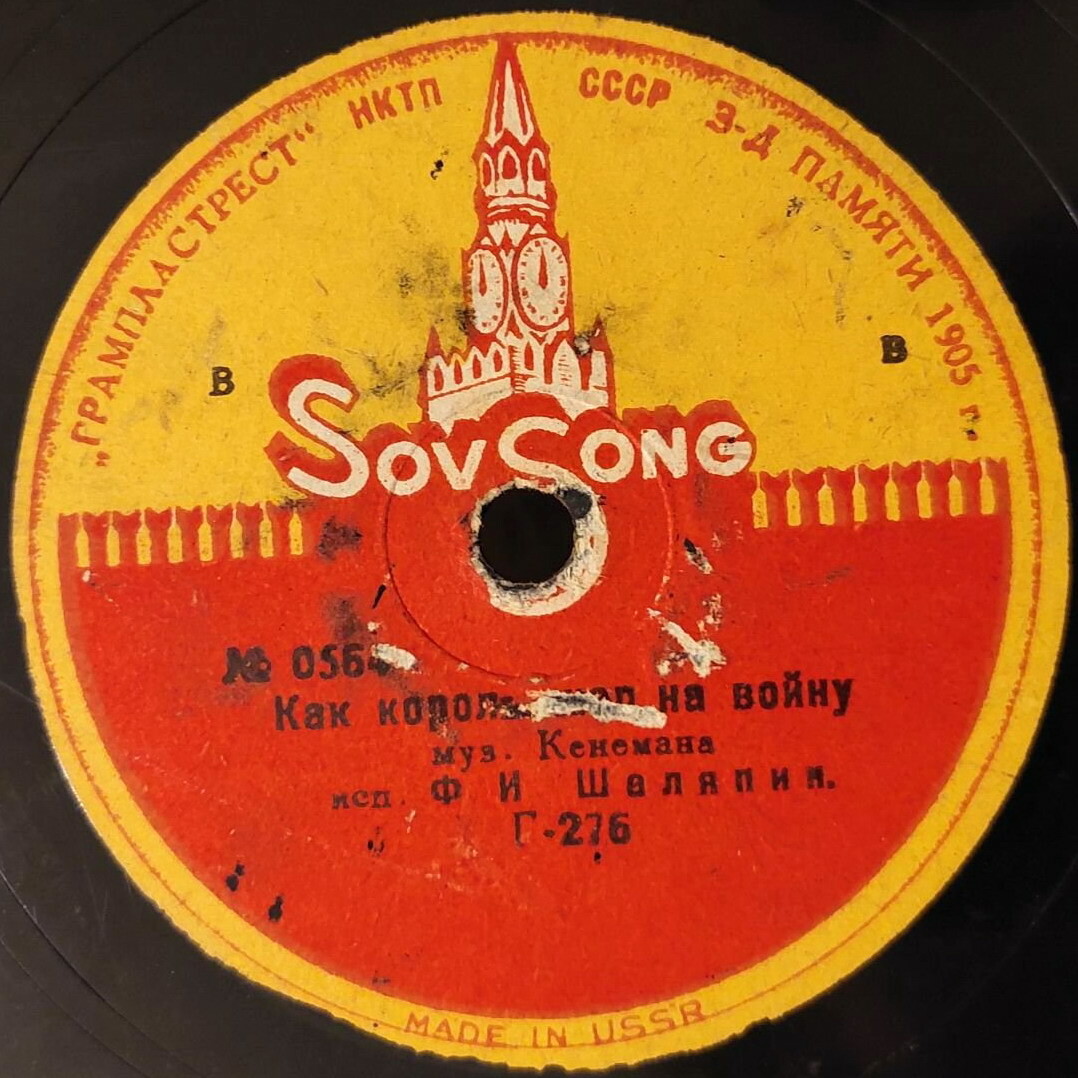 „ГРАМПЛАСТРЕСТ“ НКТП СССР З-Д ПАМЯТИ 1905 г.
В В
SovSong
№ 0564
Как король на войну
муз. Кенемана
исп. Ф И Шаляпин.
Г-276
MADE IN USSR